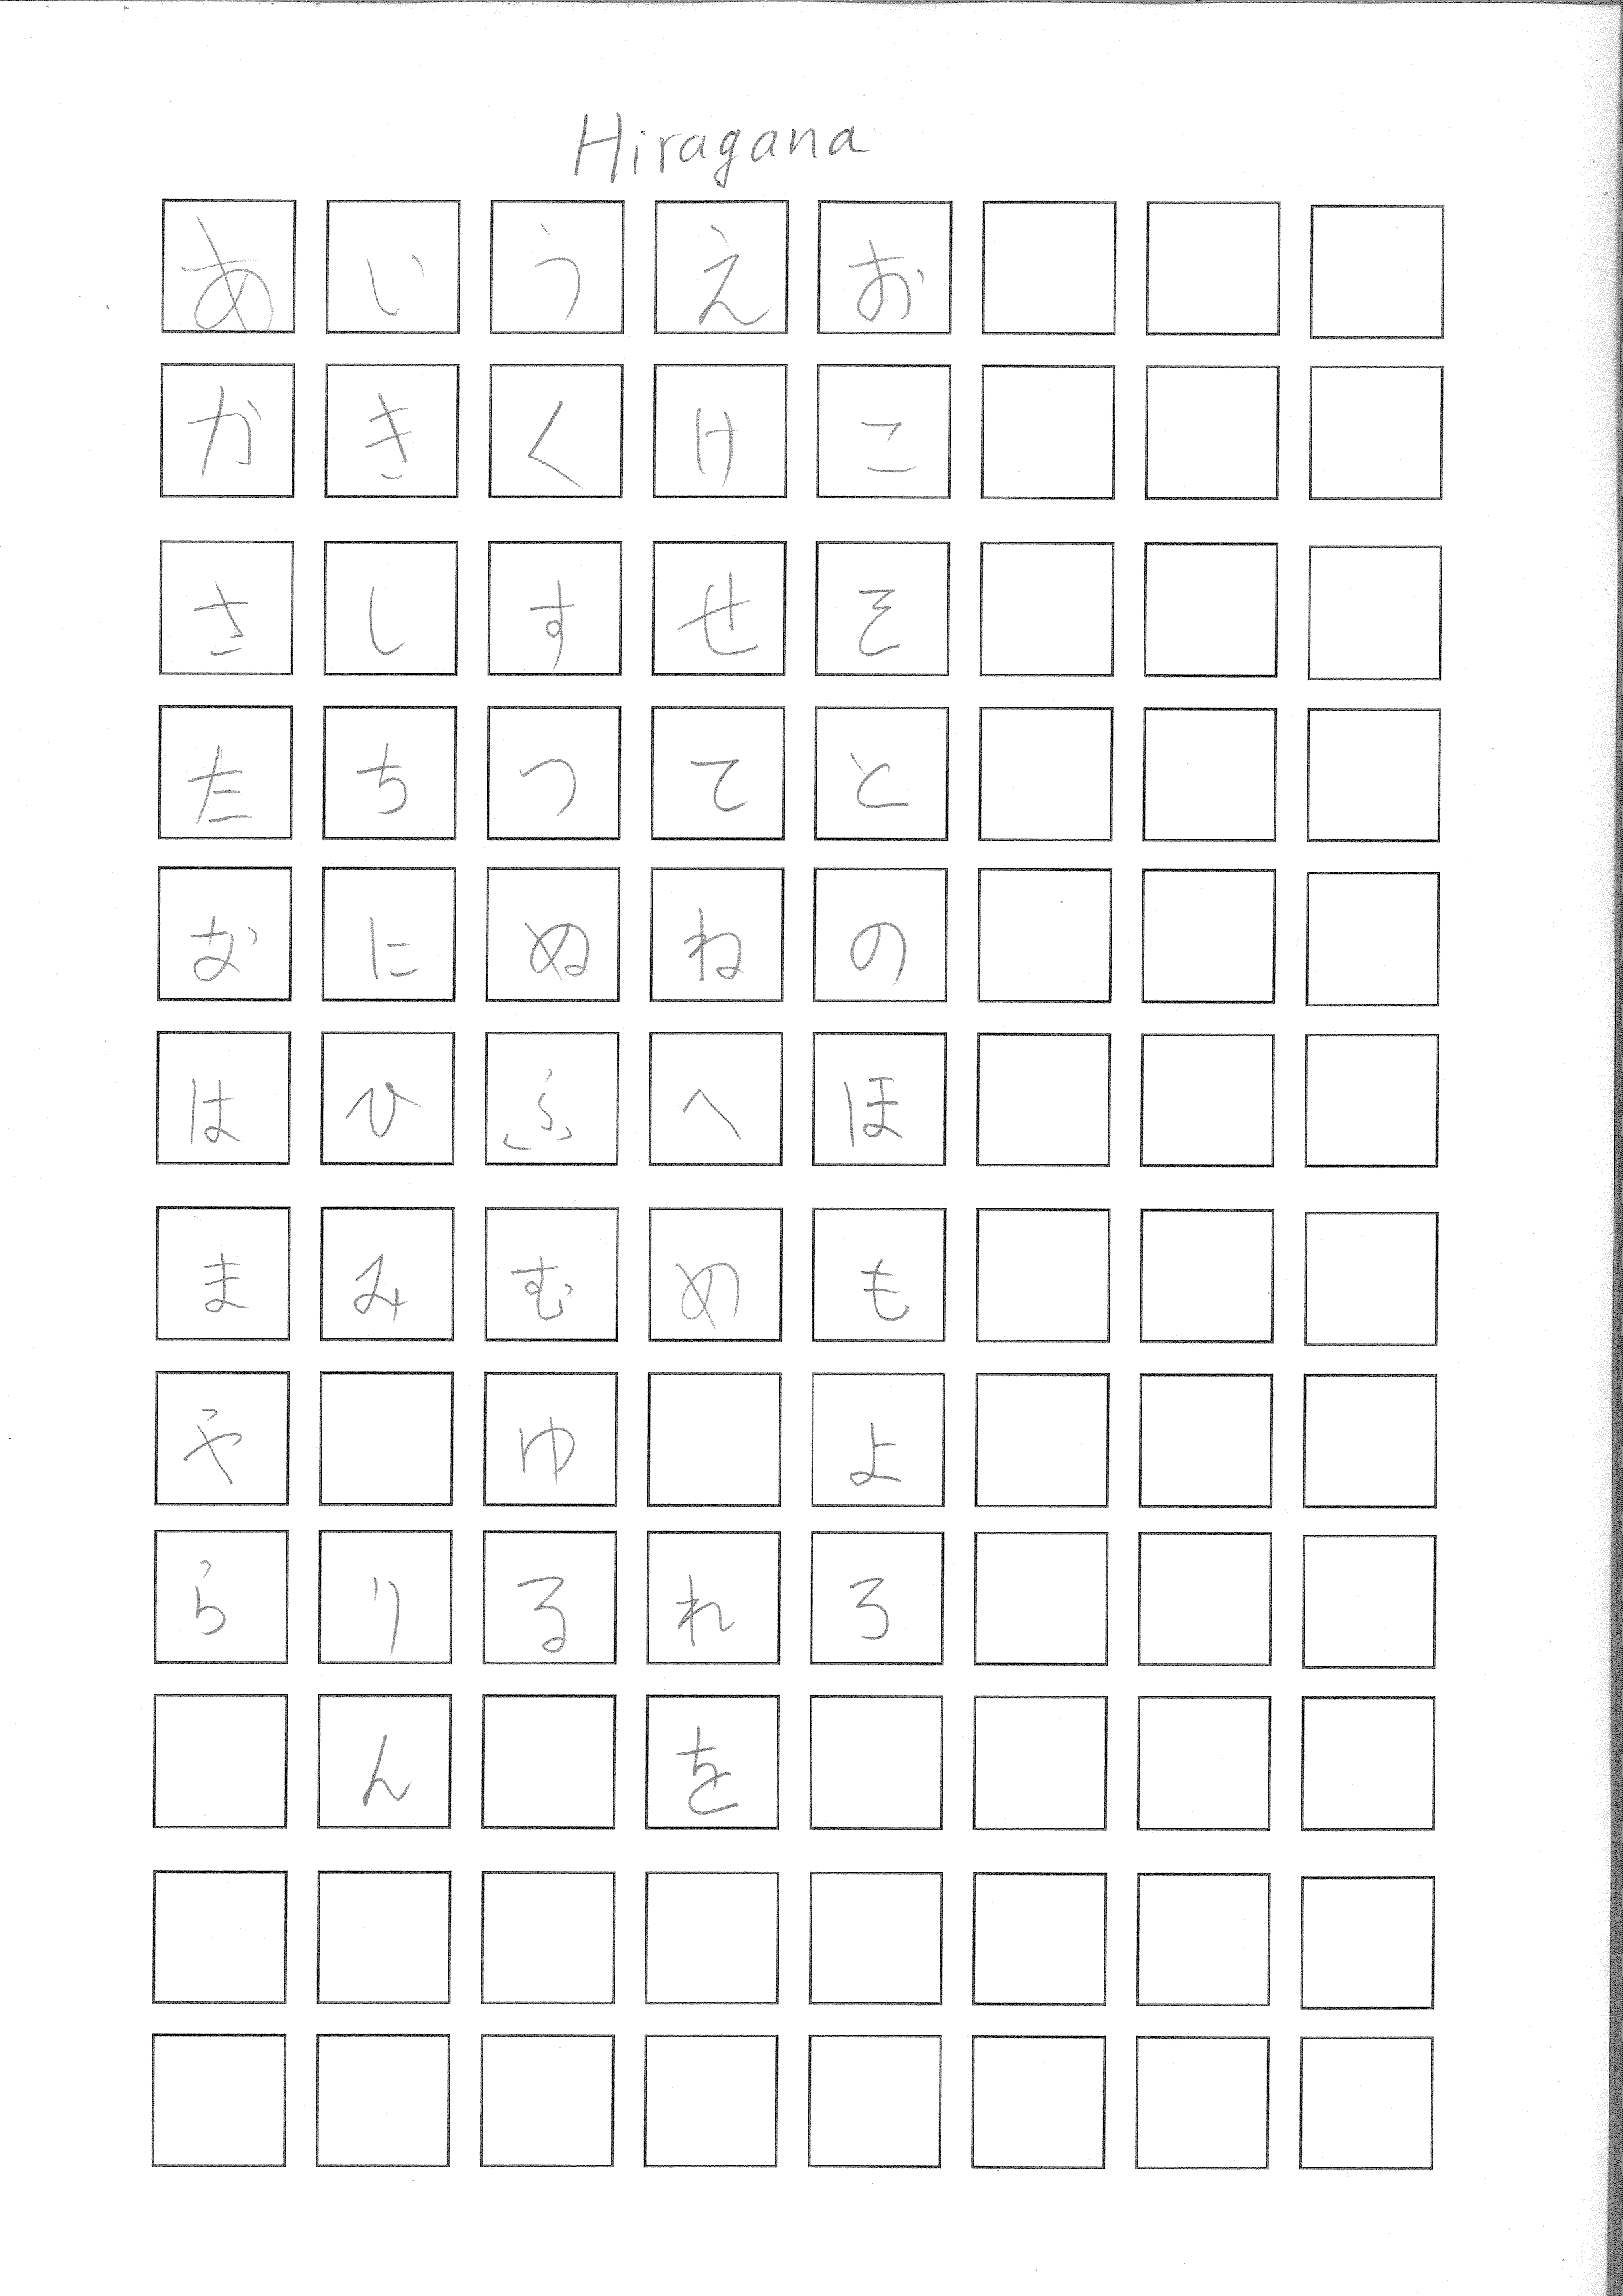 Hiragana
あ い う え お
か き く け こ
さ し す せ そ
た ち つ て と
な に ぬ ね の
は ひ ふ へ ほ
ま み む め も
や ゆ よ
ら り る れ ろ
ん を